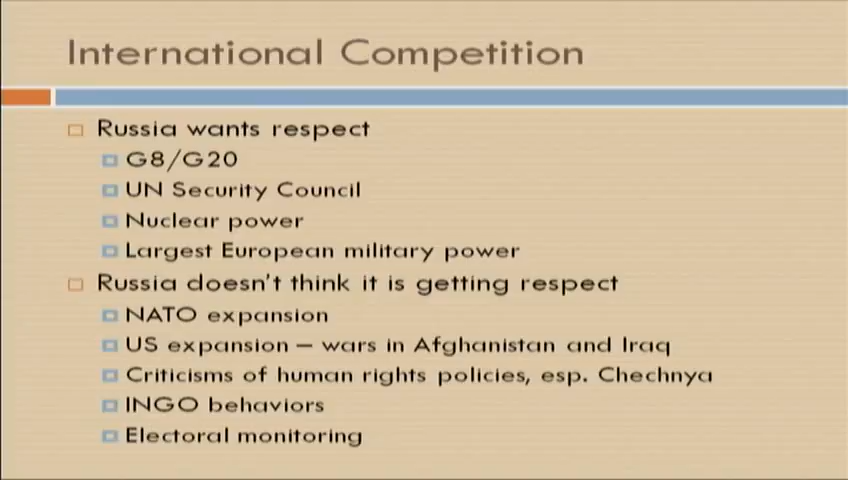 International Competition
Russia wants respect
G8/G20
UN Security Council
Nuclear power
Largest European military power
Russia doesn't think it is getting respect
NATO expansion
US expansion – wars in Afghanistan and Iraq
Criticisms of human rights policies, esp. Chechnya
INGO behaviors
Electoral monitoring